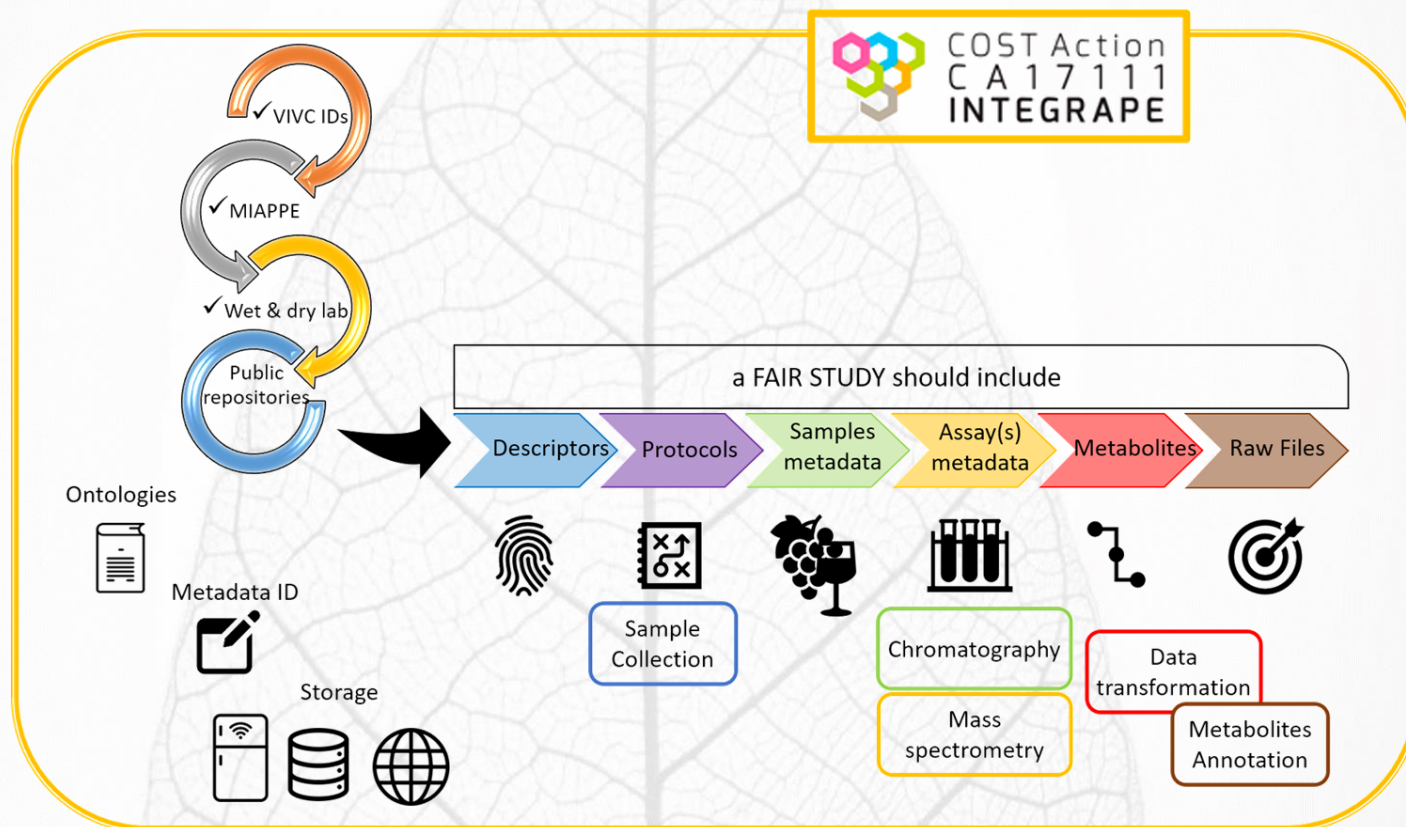 COST Action
CA17111
INTEGRAPE
✓ VIVC IDs
✓ MIAPPE
✓ Wet & dry lab
Public
repositories
a FAIR STUDY should include
Descriptors
Protocols
Samples
metadata
Assay(s)
metadata
Metabolites
Raw Files
Ontologies
Metadada ID
Storage
Sample
Collection
Chromatography
Mass
spectrometry
Data
transformation
Metabolites
Annotation